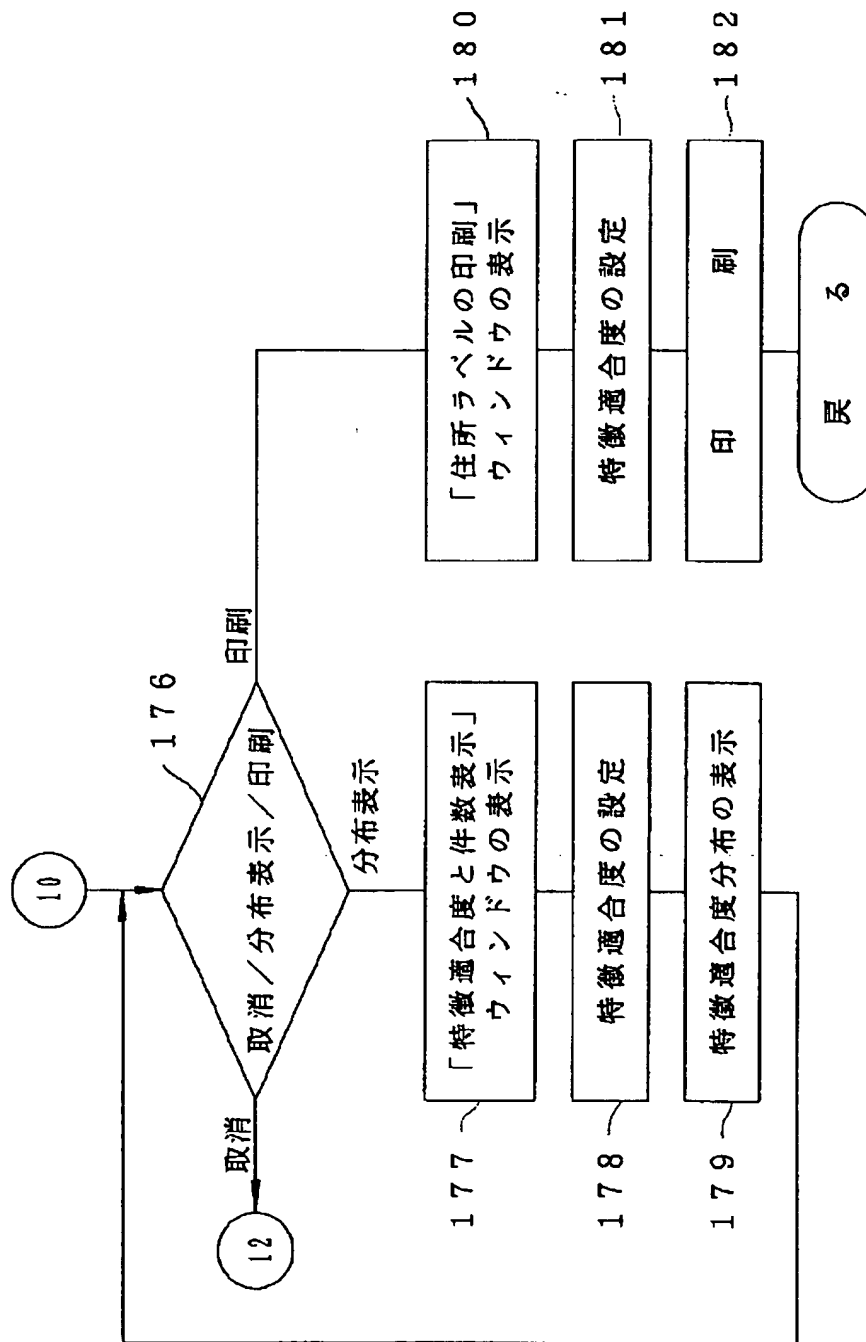 10
176
取消／分布表示／印刷
取消
12
分布表示
印刷
177
「特徴適合度と件数表示」
ウィンドウの表示
178
特徴適合度の設定
179
特徴適合度分布の表示
180
「住所ラベルの印刷」
ウィンドウの表示
181
特徴適合度の設定
182
印刷
戻る